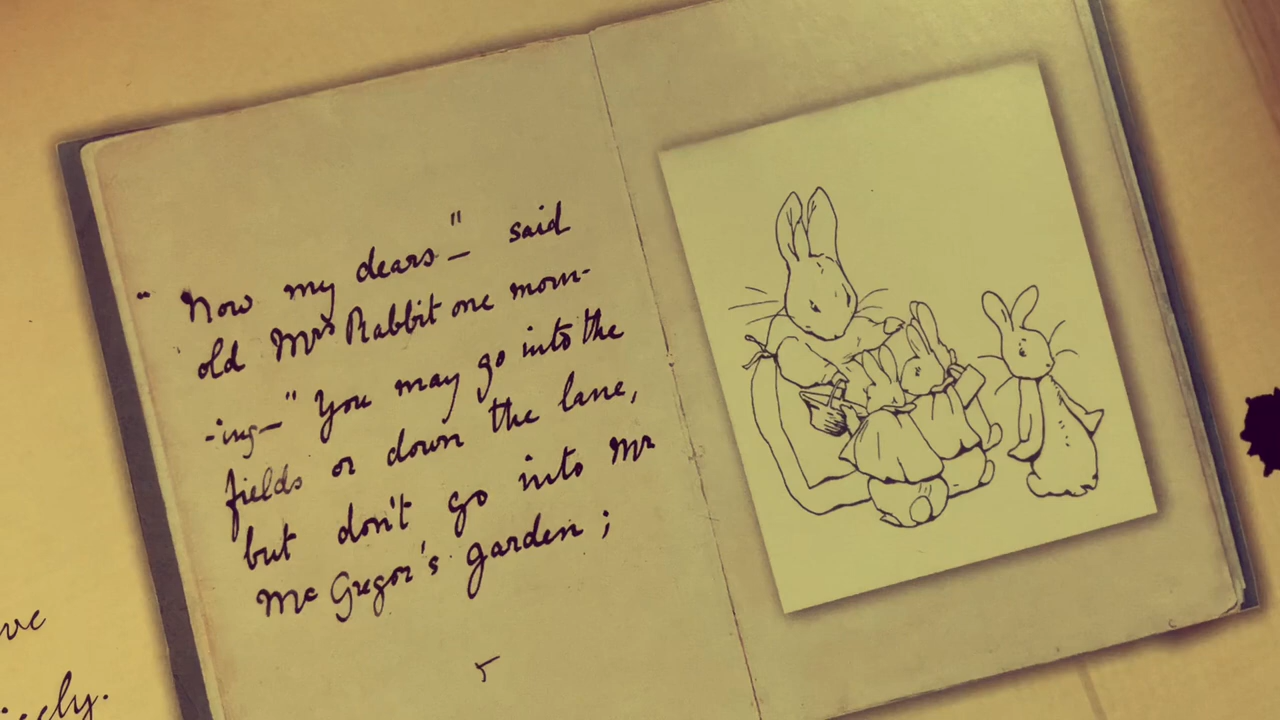 " Now my dears—" said
old Mrs Rabbit one morn-
-ing—" You may go into the
fields or down the lane,
but don't go into Mr
McGregor's garden ;
5